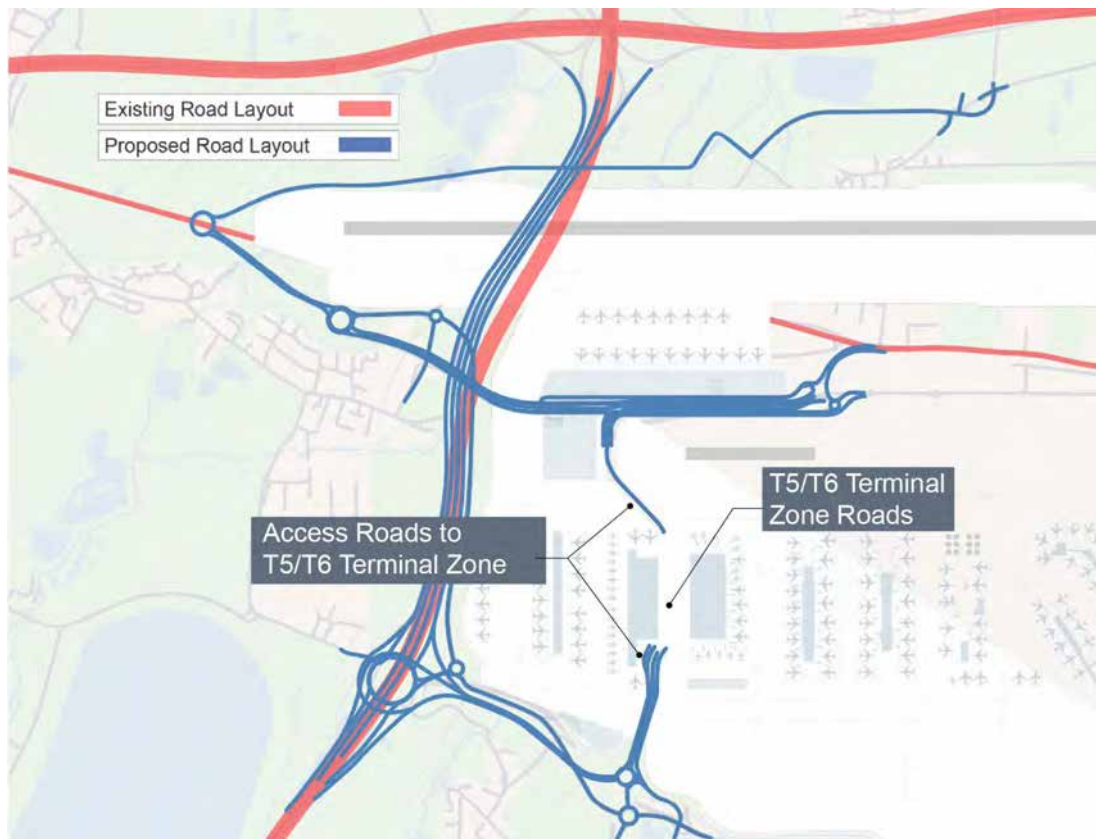 Existing Road Layout
Proposed Road Layout
Access Roads to
T5/T6 Terminal Zone
T5/T6 Terminal
Zone Roads